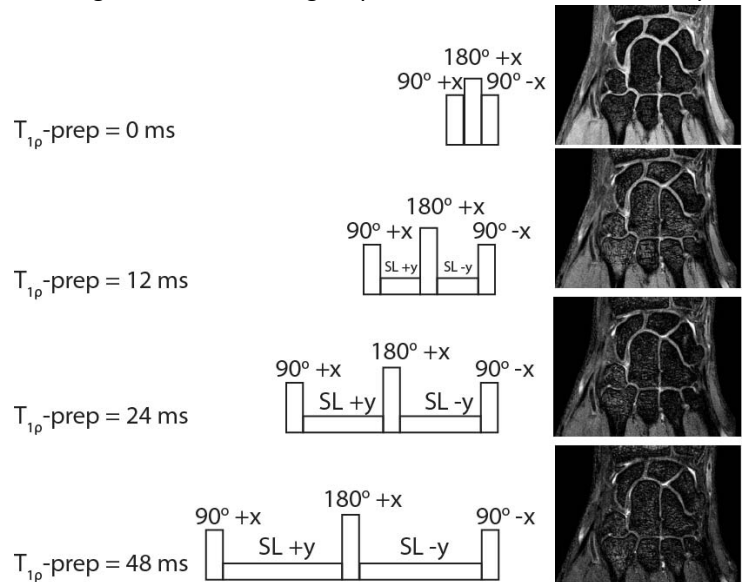 180º +x
90º +x 90º -x
T1ρ-prep = 0 ms
180º +x
90º +x 90º -x
SL +y SL -y
T1ρ-prep = 12 ms
180º +x
90º +x 90º -x
SL +y SL -y
T1ρ-prep = 24 ms
180º +x
90º +x 90º -x
SL +y SL -y
T1ρ-prep = 48 ms